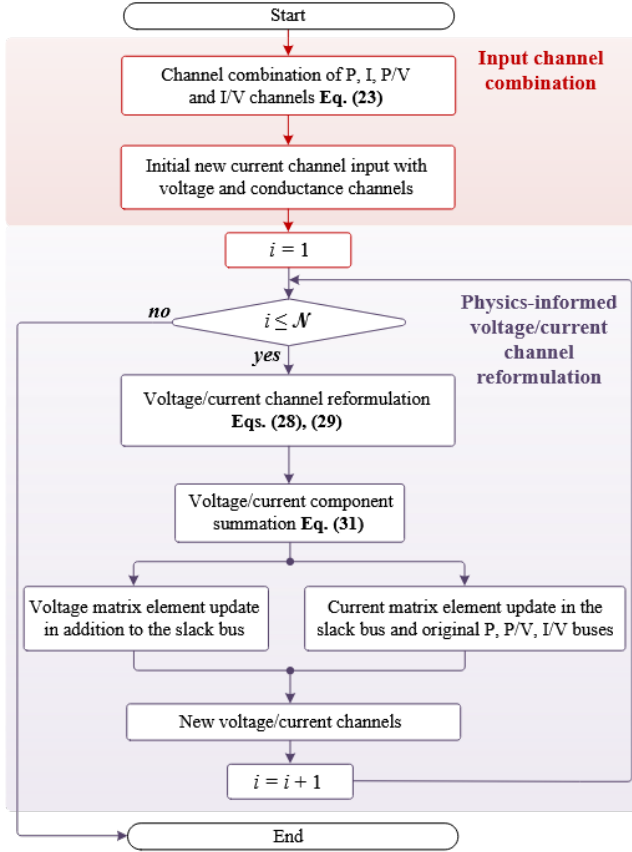 Start
Input channel
combination
Channel combination of P, I, P/V
and I/V channels Eq. (23)
Initial new current channel input with
voltage and conductance channels
i = 1
Physics-informed
voltage/current
channel
reformulation
no
i ≤ 𝒩
yes
Voltage/current channel reformulation
Eqs. (28), (29)
Voltage/current component
summation Eq. (31)
Voltage matrix element update
in addition to the slack bus
Current matrix element update in the
slack bus and original P, P/V, I/V buses
New voltage/current channels
i = i + 1
End